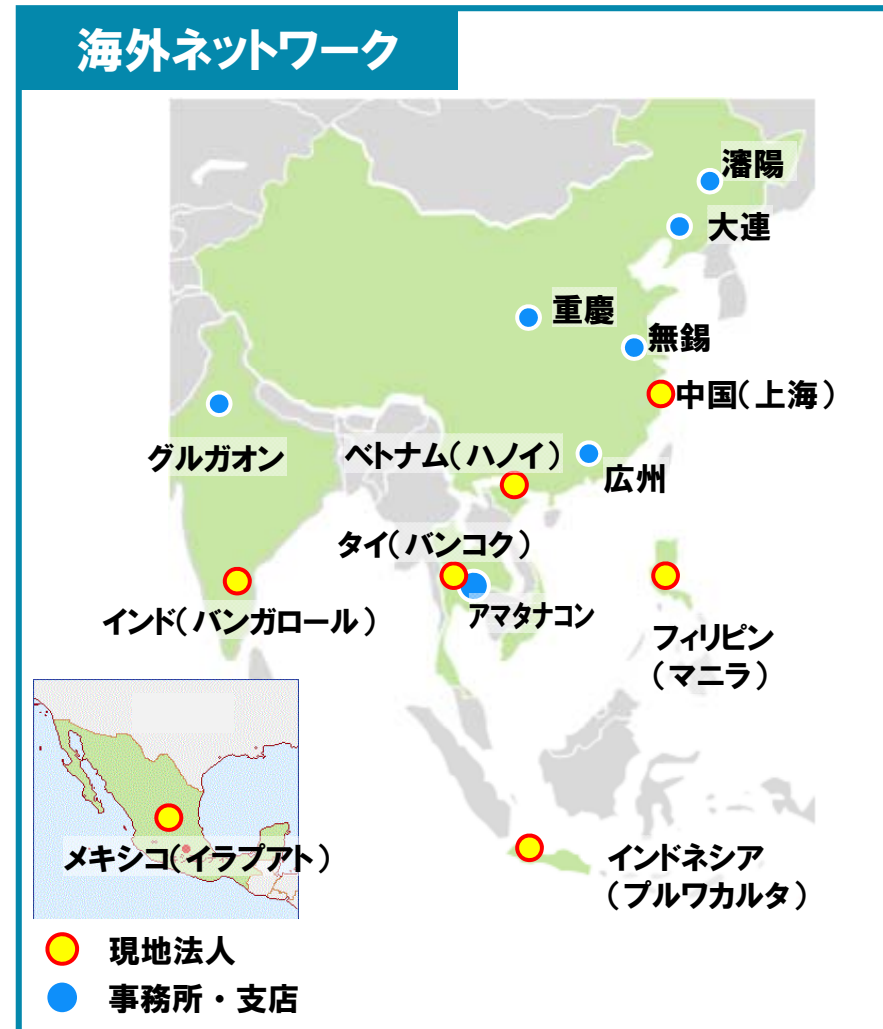 海外ネットワーク
瀋陽
大連
重慶
無錫
中国(上海)
グルガオン
ベトナム(ハノイ)
広州
タイ(バンコク)
アマタナコン
インド(バンガロール)
フィリピン
(マニラ)
メキシコ(イラプアト)
インドネシア
(プルワカルタ)
現地法人
事務所・支店